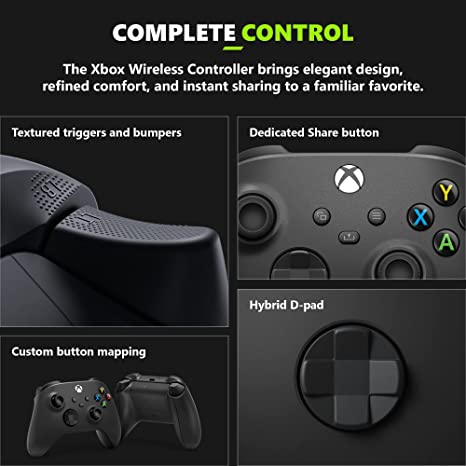 COMPLETE CONTROL
The Xbox Wireless Controller brings elegant design,
refined comfort, and instant sharing to a familiar favorite.
Textured triggers and bumpers
Dedicated Share button
Y
X
A
Hybrid D-pad
Custom button mapping